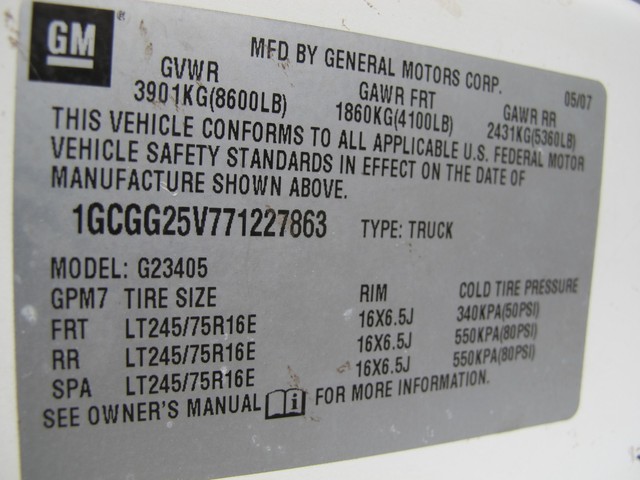 GM
MFD BY GENERAL MOTORS CORP.
05/07
GVWR GAWR FRT GAWR RR
3901KG(8600LB) 1860KG(4100LB) 2431KG(5360LB)
THIS VEHICLE CONFORMS TO ALL APPLICABLE U.S. FEDERAL MOTOR
VEHICLE SAFETY STANDARDS IN EFFECT ON THE DATE OF
MANUFACTURE SHOWN ABOVE.
1GCGG25V771227863 TYPE: TRUCK
MODEL: G23405
GPM7 TIRE SIZE RIM COLD TIRE PRESSURE
FRT LT245/75R16E 16X6.5J 340KPA(50PSI)
RR LT245/75R16E 16X6.5J 550KPA(80PSI)
SPA LT245/75R16E 16X6.5J 550KPA(80PSI)
SEE OWNER'S MANUAL i FOR MORE INFORMATION.